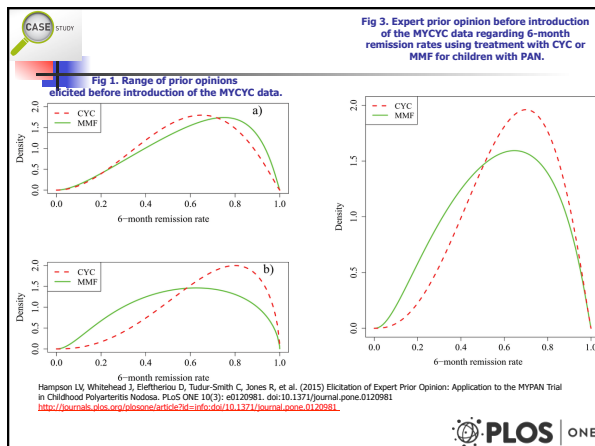 CASE STUDY
Fig 3. Expert prior opinion before introduction
of the MYCYC data regarding 6-month
remission rates using treatment with CYC or
MMF for children with PAN.
Fig 1. Range of prior opinions
elicited before introduction of the MYCYC data.
CYC
MMF
a)
Density
0.0 0.5 1.0 1.5 2.0
0.0 0.2 0.4 0.6 0.8 1.0
6−month remission rate
CYC
MMF
b)
Density
0.0 0.5 1.0 1.5 2.0
0.0 0.2 0.4 0.6 0.8 1.0
6−month remission rate
CYC
MMF
Density
0.0 0.5 1.0 1.5 2.0
0.0 0.2 0.4 0.6 0.8 1.0
6−month remission rate
Hampson LV, Whitehead J, Eleftheriou D, Tudur-Smith C, Jones R, et al. (2015) Elicitation of Expert Prior Opinion: Application to the MYPAN Trial
in Childhood Polyarteritis Nodosa. PLoS ONE 10(3): e0120981. doi:10.1371/journal.pone.0120981
http://journals.plos.org/plosone/article?id=info:doi/10.1371/journal.pone.0120981
PLOS | ONE